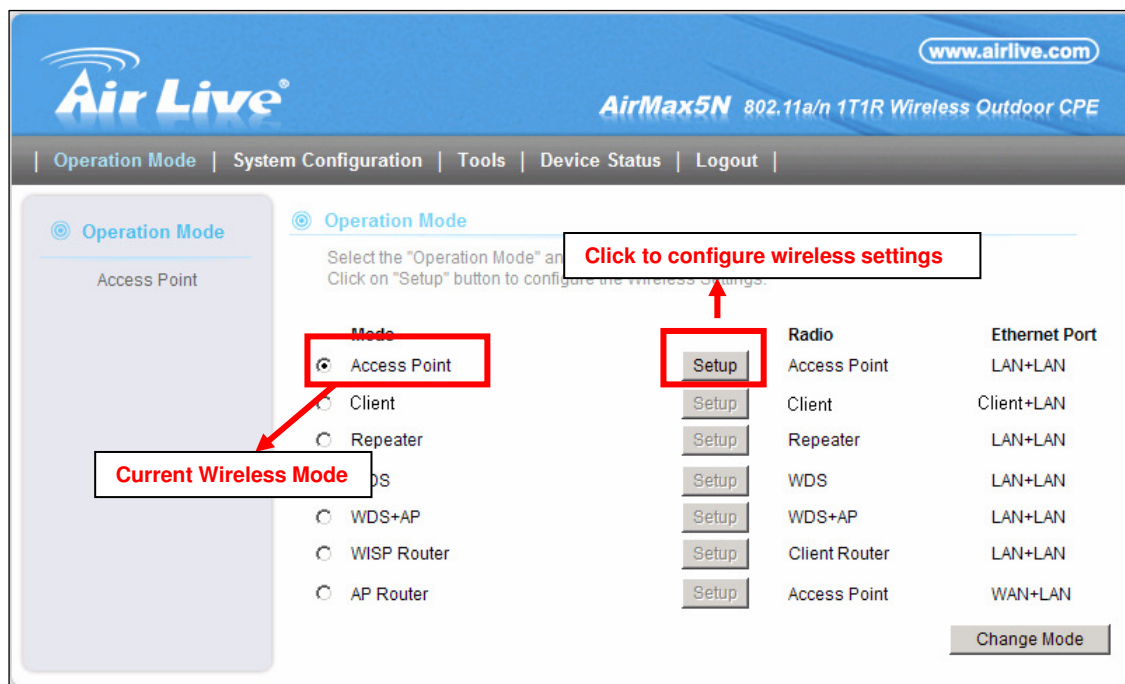 www.airlive.com
Air Live®
AirMax5N 802.11a/n 1T1R Wireless Outdoor CPE
| Operation Mode | System Configuration | Tools | Device Status | Logout |
Operation Mode
Access Point
Operation Mode
Select the "Operation Mode" an
Click on "Setup" button to configure the Wireless Settings.
Click to configure wireless settings
Mode Radio Ethernet Port
Access Point Setup Access Point LAN+LAN
Client Setup Client Client+LAN
Repeater Setup Repeater LAN+LAN
Current Wireless Mode
DS Setup WDS LAN+LAN
WDS+AP Setup WDS+AP LAN+LAN
WISP Router Setup Client Router LAN+LAN
AP Router Setup Access Point WAN+LAN
Change Mode